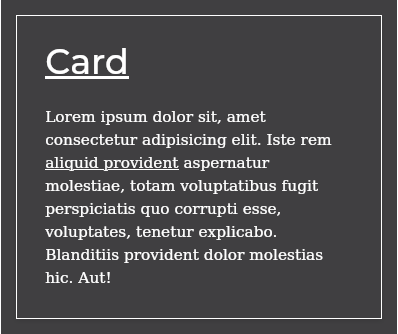 Card
Lorem ipsum dolor sit, amet
consectetur adipisicing elit. Iste rem
aliquid provident aspernatur
molestiae, totam voluptatibus fugit
perspiciatis quo corrupti esse,
voluptates, tenetur explicabo.
Blanditiis provident dolor molestias
hic. Aut!